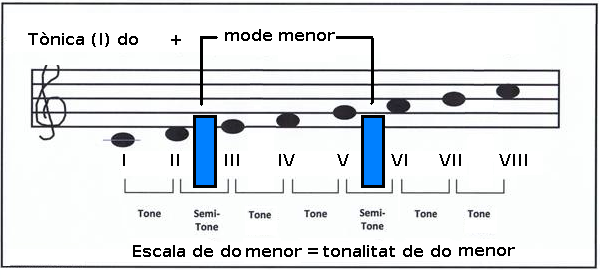 Tònica (I) do + mode menor
I II III IV V VI VII VIII
Tone Semi-Tone Tone Tone Semi-Tone Tone Tone
Escala de do menor = tonalitat de do menor